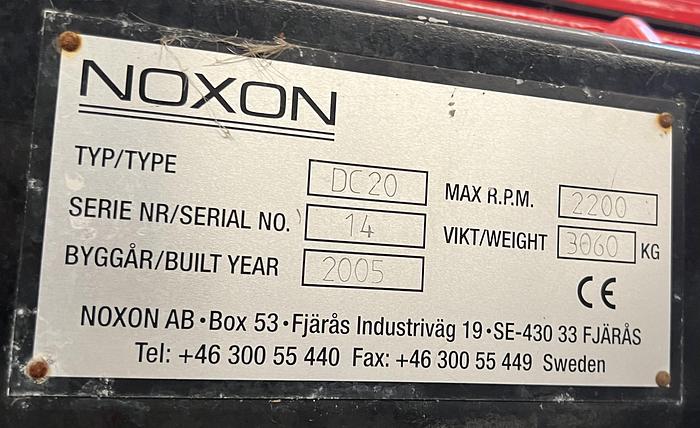 NOXON
TYP/TYPE DC20 MAX R.P.M. 2200
SERIE NR/SERIAL NO. 14 VIKT/WEIGHT 3060 KG
BYGGÅR/BUILT YEAR 2005
CE
NOXON AB·Box 53·Fjärås Industriväg 19·SE-430 33 FJÄRÅS
Tel: +46 300 55 440 Fax: +46 300 55 449 Sweden